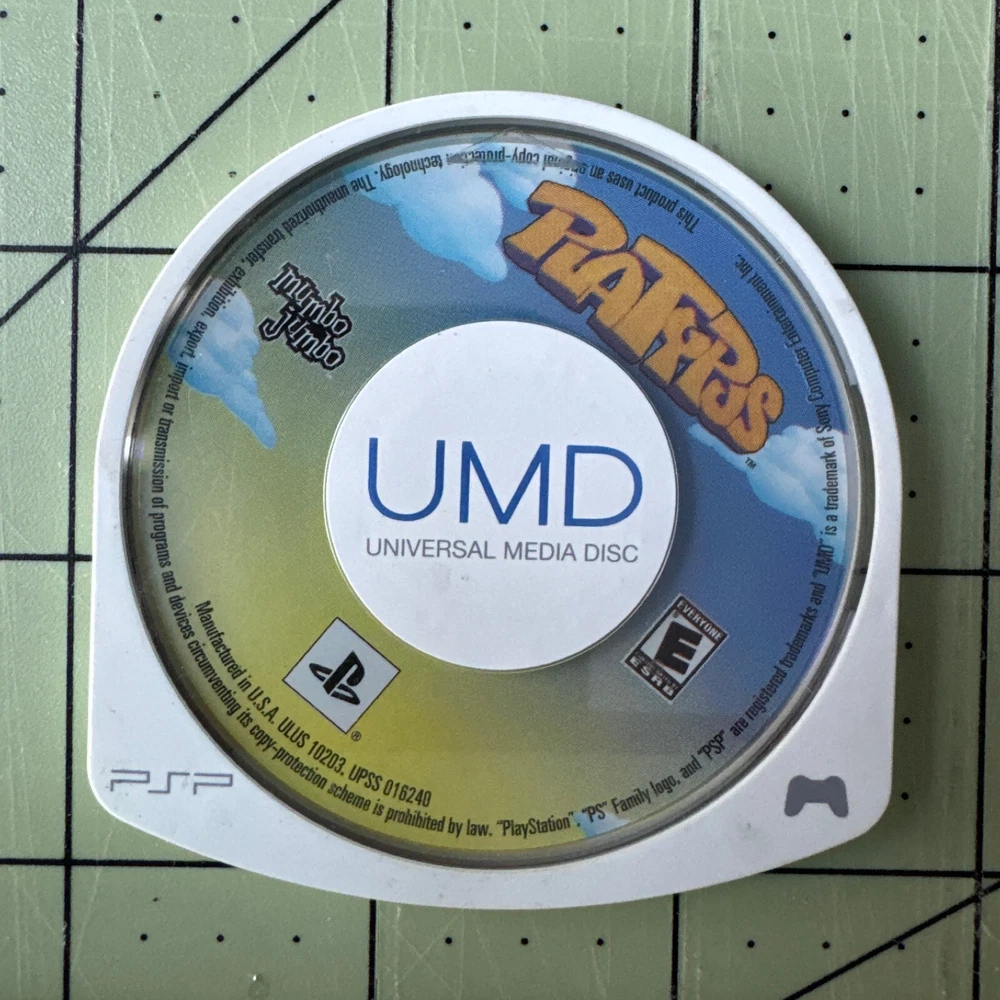 PLATYPUS
™
mumbo
jumbo
UMD
UNIVERSAL MEDIA DISC
EVERYONE
E
ESRB
®
PSP
Manufactured in U.S.A. ULUS 10203. UPSS 016240
This product uses an copy-protection technology. The unauthorized transfer, exhibition, export, import or transmission of programs and devices circumventing its copy-protection scheme is prohibited by law. "PlayStation", "PS" Family logo, and "PSP" are registered trademarks and "UMD" is a trademark of Sony Computer Entertainment Inc.